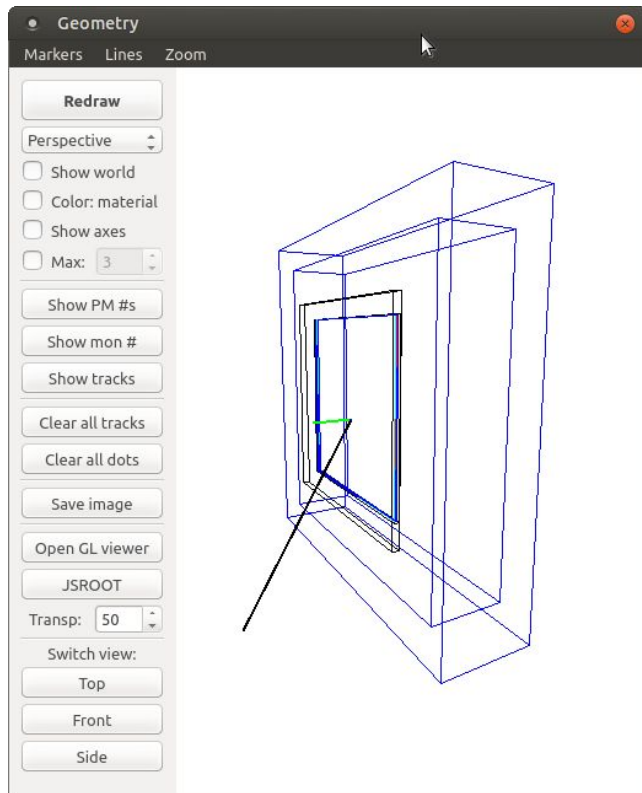 Geometry
Markers Lines Zoom
Redraw
Perspective
Show world
Color: material
Show axes
Max: 3
Show PM #s
Show mon #
Show tracks
Clear all tracks
Clear all dots
Save image
Open GL viewer
JSROOT
Transp: 50
Switch view:
Top
Front
Side